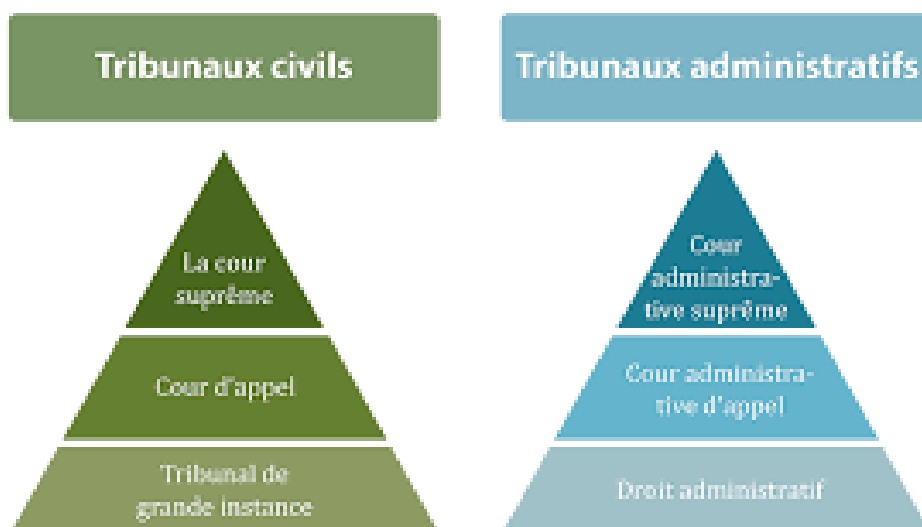 Tribunaux civils
Tribunaux administratifs
La cour
suprême
Cour d'appel
Tribunal de
grande instance
Cour
administra-
tive suprême
Cour administra-
tive d'appel
Droit administratif